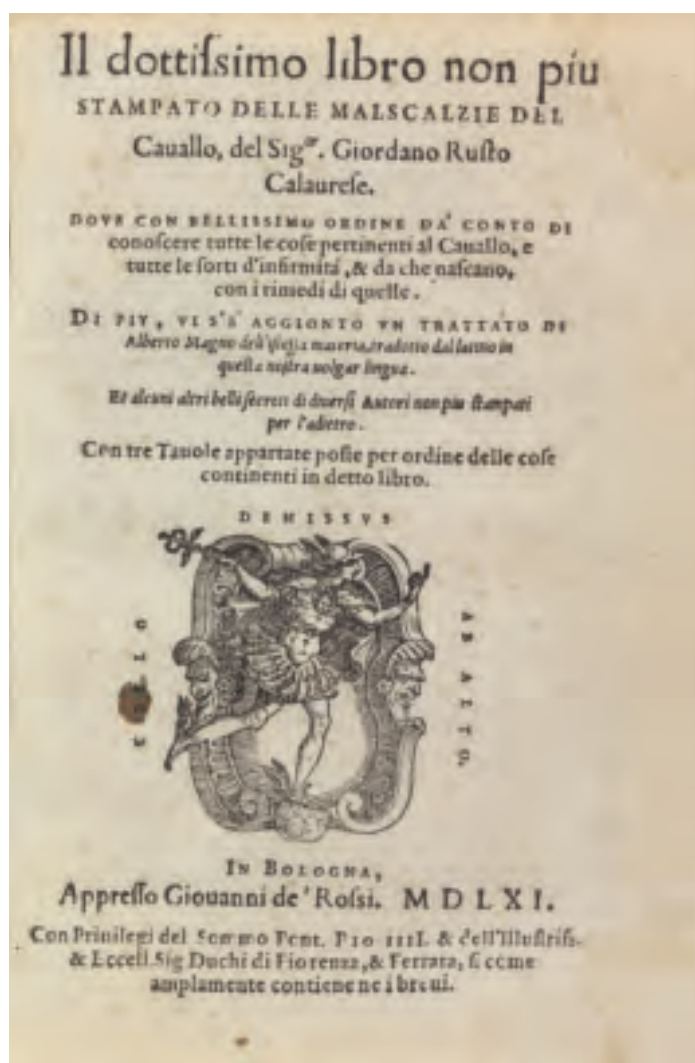 Il dottiſsimo libro non piu
STAMPATO DELLE MALSCALZIE DEL
Cauallo, del Sigᵒʳ. Giordano Ruſto
Calaureſe.
DOVE CON BELLISSIMO ORDINE DA' CONTO DI
conoſcere tutte le coſe pertinenti al Cauallo, e
tutte le ſorti d'infirmitá, & da che naſcano,
con i rimedi di quelle.
DI PIV, VI S'È AGGIONTO VN TRATTATO DI
Alberto Magno dell'iſteſſa materia, tradotto dal latino in
queſta noſtra volgar lingua.
Et alcuni altri belli ſecreti di diuerſi Autori non piu ſtampati
per l'adietro.
Con tre Tauole appartate poſte per ordine delle coſe
continenti in detto libro.
DEMISSVS
AB ALTO.
IN BOLOGNA,
Appreſſo Giouanni de' Roſsi. M D L X I.
Con Priuilegi del Sommo Pont. PIO IIII. & dell'Illuſtriſs.
& Eccell. Sig Duchi di Fiorenza, & Ferrara, ſi come
amplamente contiene ne i breui.